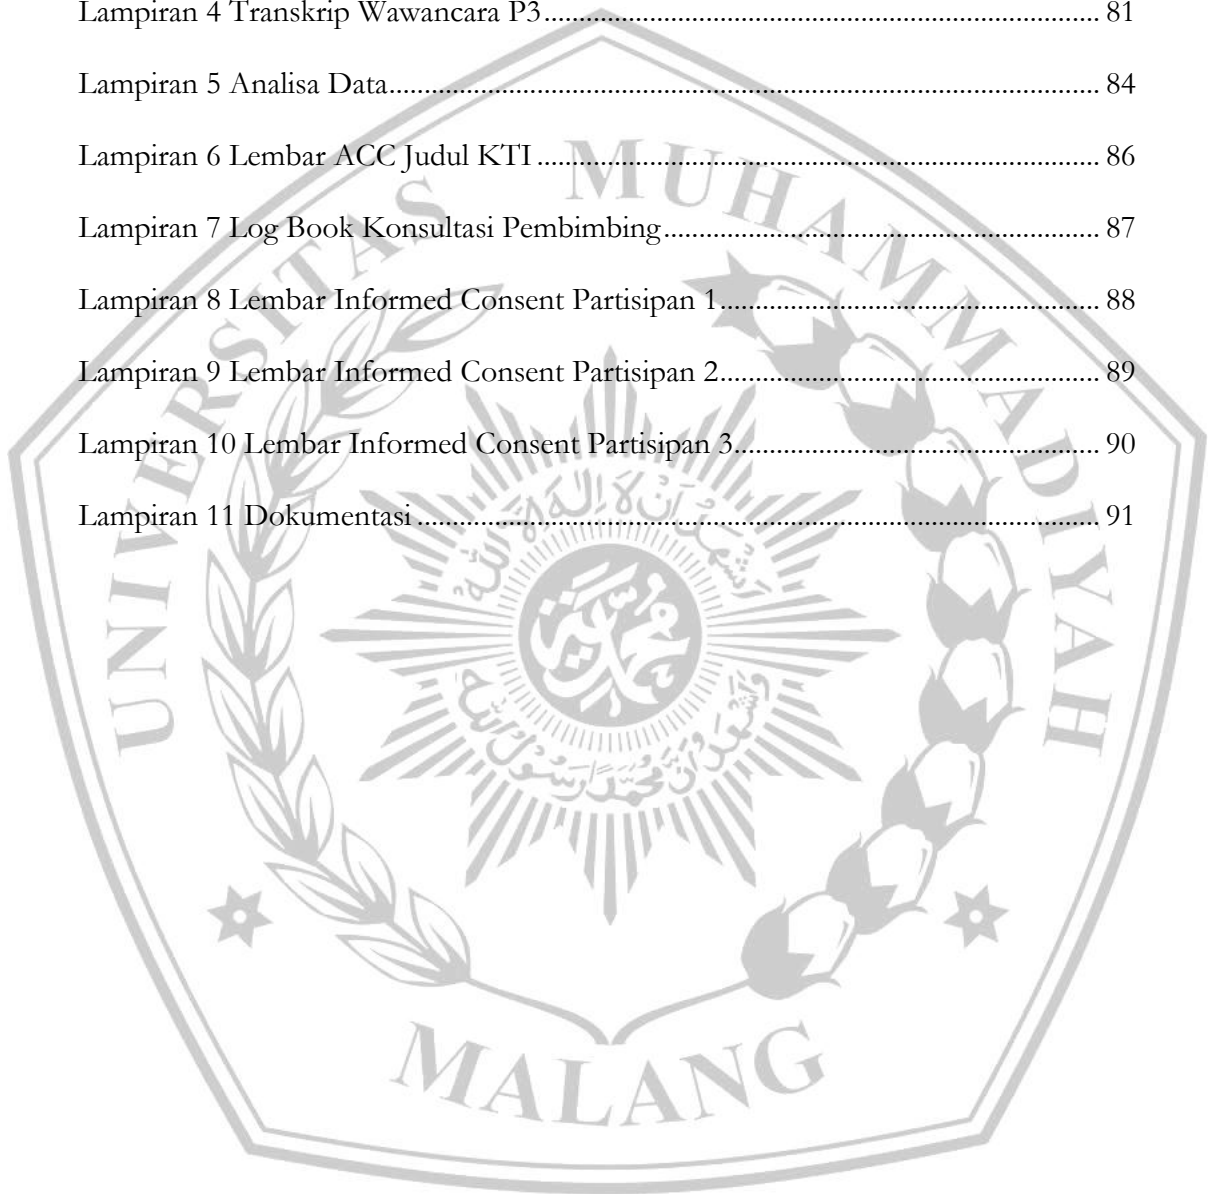 Lampiran 4 Transkrip Wawancara P3........................................................................... 81
Lampiran 5 Analisa Data................................................................................................ 84
Lampiran 6 Lembar ACC Judul KTI............................................................................ 86
Lampiran 7 Log Book Konsultasi Pembimbing........................................................... 87
Lampiran 8 Lembar Informed Consent Partisipan 1................................................... 88
Lampiran 9 Lembar Informed Consent Partisipan 2................................................... 89
Lampiran 10 Lembar Informed Consent Partisipan 3................................................. 90
Lampiran 11 Dokumentasi............................................................................................. 91
UNIVERSITAS MUHAMMADIYAH
MALANG